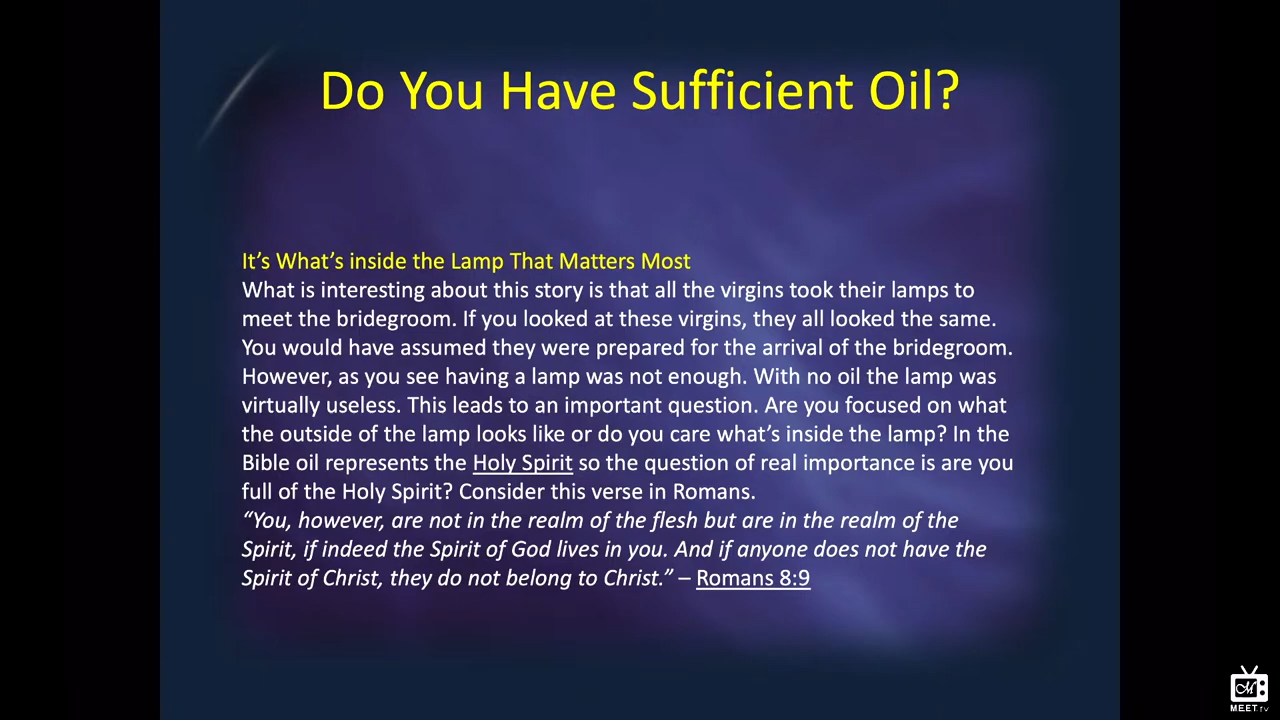 Do You Have Sufficient Oil?
It’s What’s inside the Lamp That Matters Most
What is interesting about this story is that all the virgins took their lamps to
meet the bridegroom. If you looked at these virgins, they all looked the same.
You would have assumed they were prepared for the arrival of the bridegroom.
However, as you see having a lamp was not enough. With no oil the lamp was
virtually useless. This leads to an important question. Are you focused on what
the outside of the lamp looks like or do you care what’s inside the lamp? In the
Bible oil represents the Holy Spirit so the question of real importance is are you
full of the Holy Spirit? Consider this verse in Romans.
“You, however, are not in the realm of the flesh but are in the realm of the
Spirit, if indeed the Spirit of God lives in you. And if anyone does not have the
Spirit of Christ, they do not belong to Christ.” – Romans 8:9
M
MEET.TV